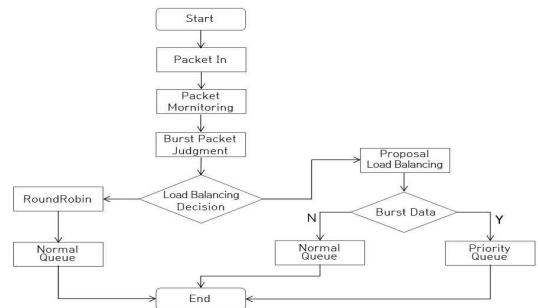 Start
Packet In
Packet
Mornitoring
Burst Packet
Judgment
Proposal
Load Balancing
RoundRobin
Load Balancing
Decision
Burst Data
N
Y
Normal
Queue
Normal
Queue
Priority
Queue
End